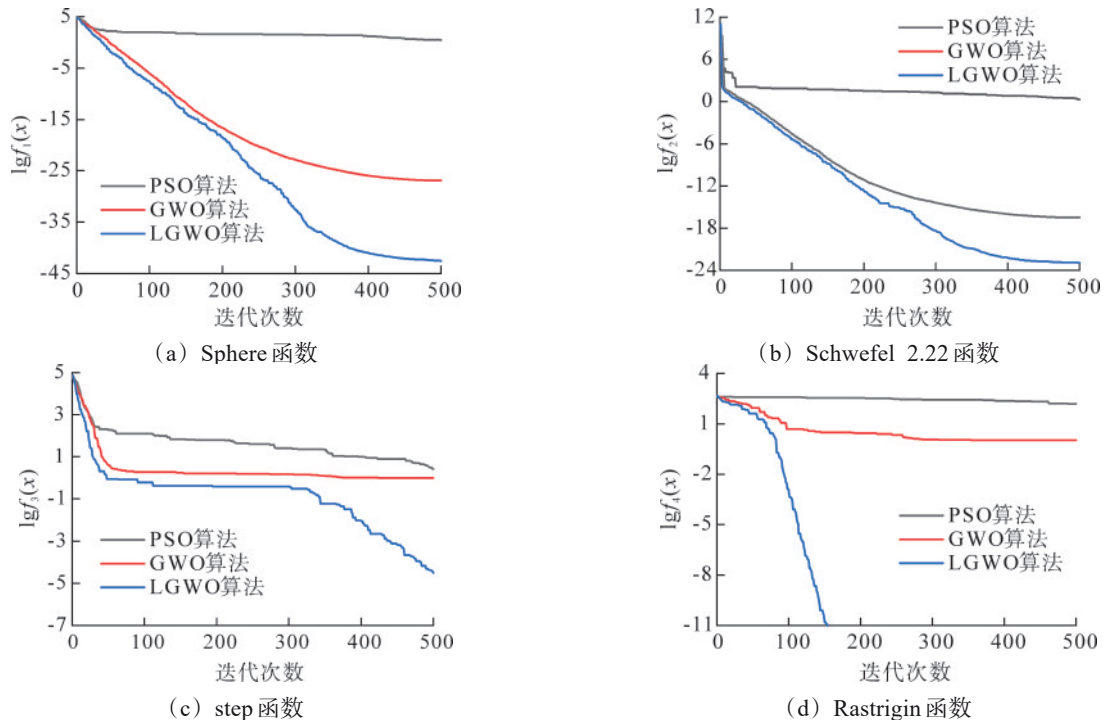 5
-5
-15
-25
-35
-45
lgf₁(x)
PSO算法
GWO算法
LGWO算法
0
100
200
300
400
500
迭代次数
(a) Sphere函数
12
6
0
-6
-12
-18
-24
lgf₂(x)
PSO算法
GWO算法
LGWO算法
0
100
200
300
400
500
迭代次数
(b) Schwefel 2.22函数
5
3
1
-1
-3
-5
-7
lgf₃(x)
PSO算法
GWO算法
LGWO算法
0
100
200
300
400
500
迭代次数
(c) step函数
4
1
-2
-5
-8
-11
lgf₄(x)
PSO算法
GWO算法
LGWO算法
0
100
200
300
400
500
迭代次数
(d) Rastrigin函数